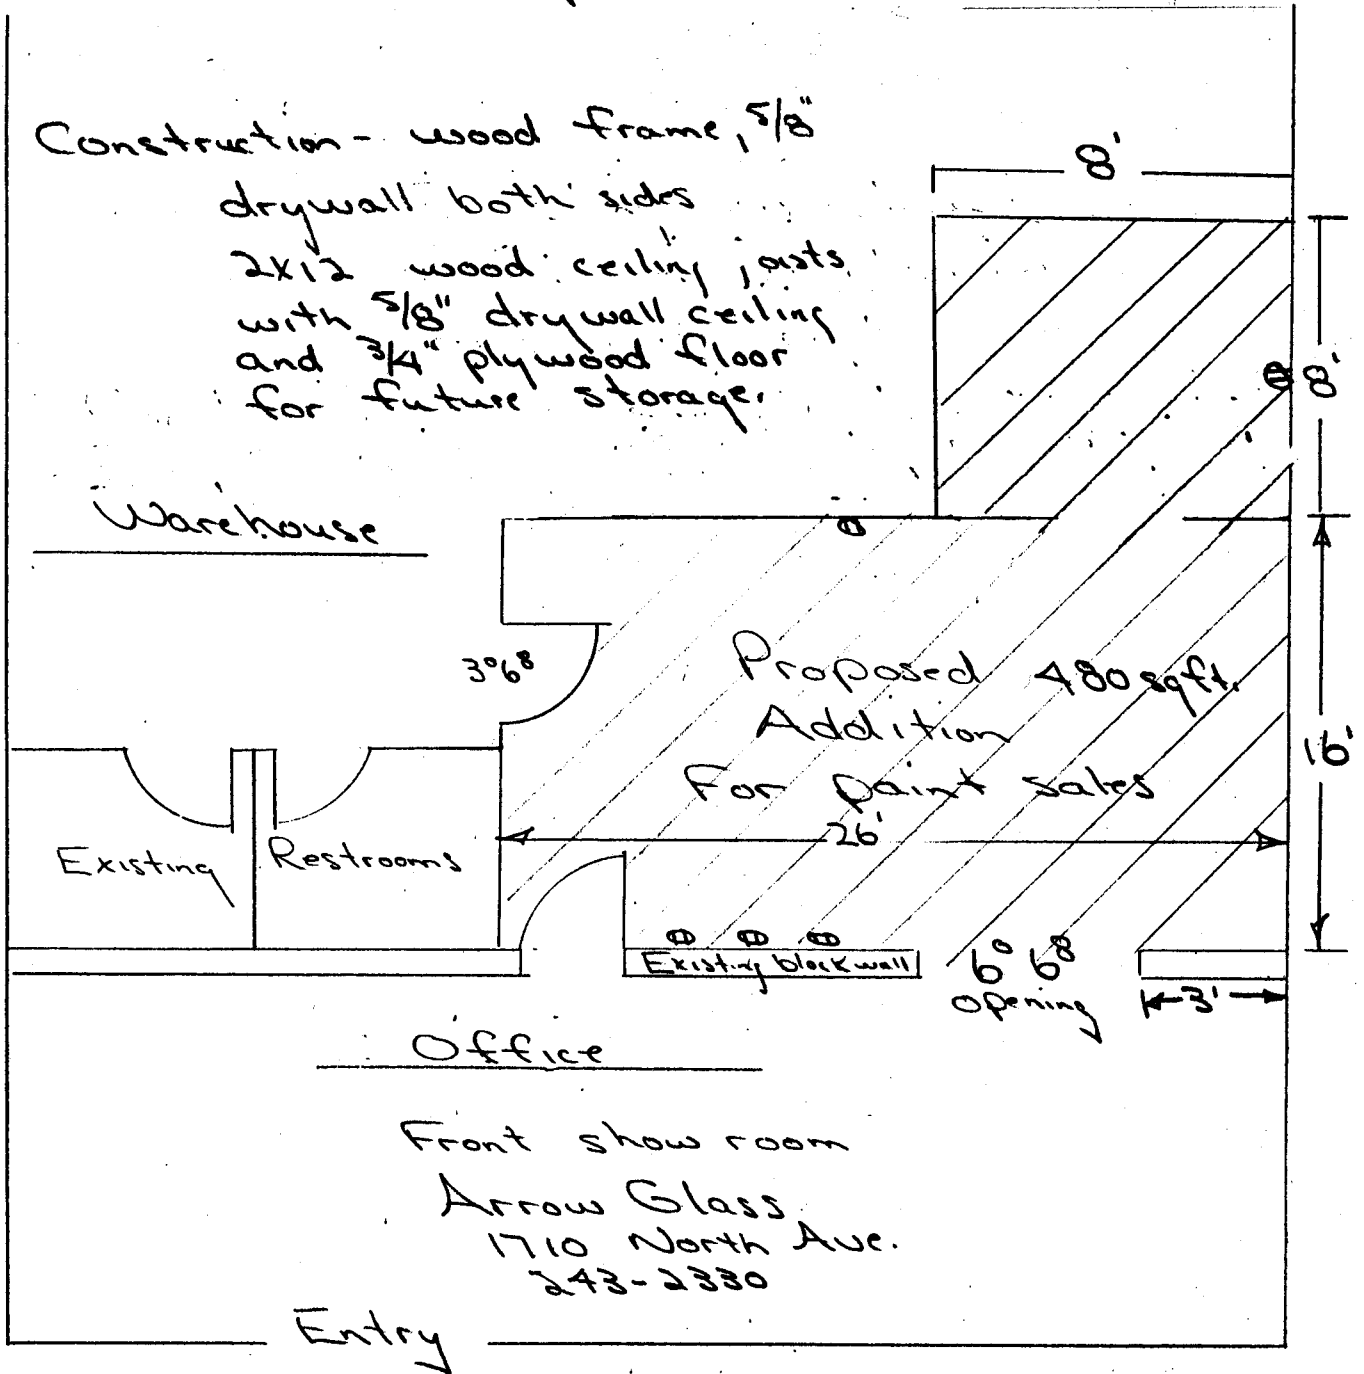 Construction - wood frame, 5/8"
drywall both sides
2x12 wood ceiling joists
with 5/8" drywall ceiling
and 3/4" plywood floor
for future storage.
8'
8'
Warehouse
3⁰6⁸
Proposed 480 sqft.
Addition
For paint sales
16'
26'
Existing Restrooms
Existing block wall
6⁰ 6⁸
opening
3'
Office
Front show room
Arrow Glass
1710 North Ave.
243-2330
Entry